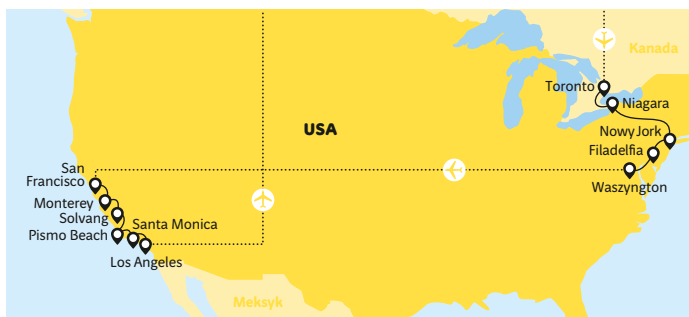 Kanada
Toronto
Niagara
USA
Nowy Jork
Filadelfia
San
Francisco
Waszyngton
Monterey
Solvang
Santa Monica
Pismo Beach
Los Angeles
Meksyk